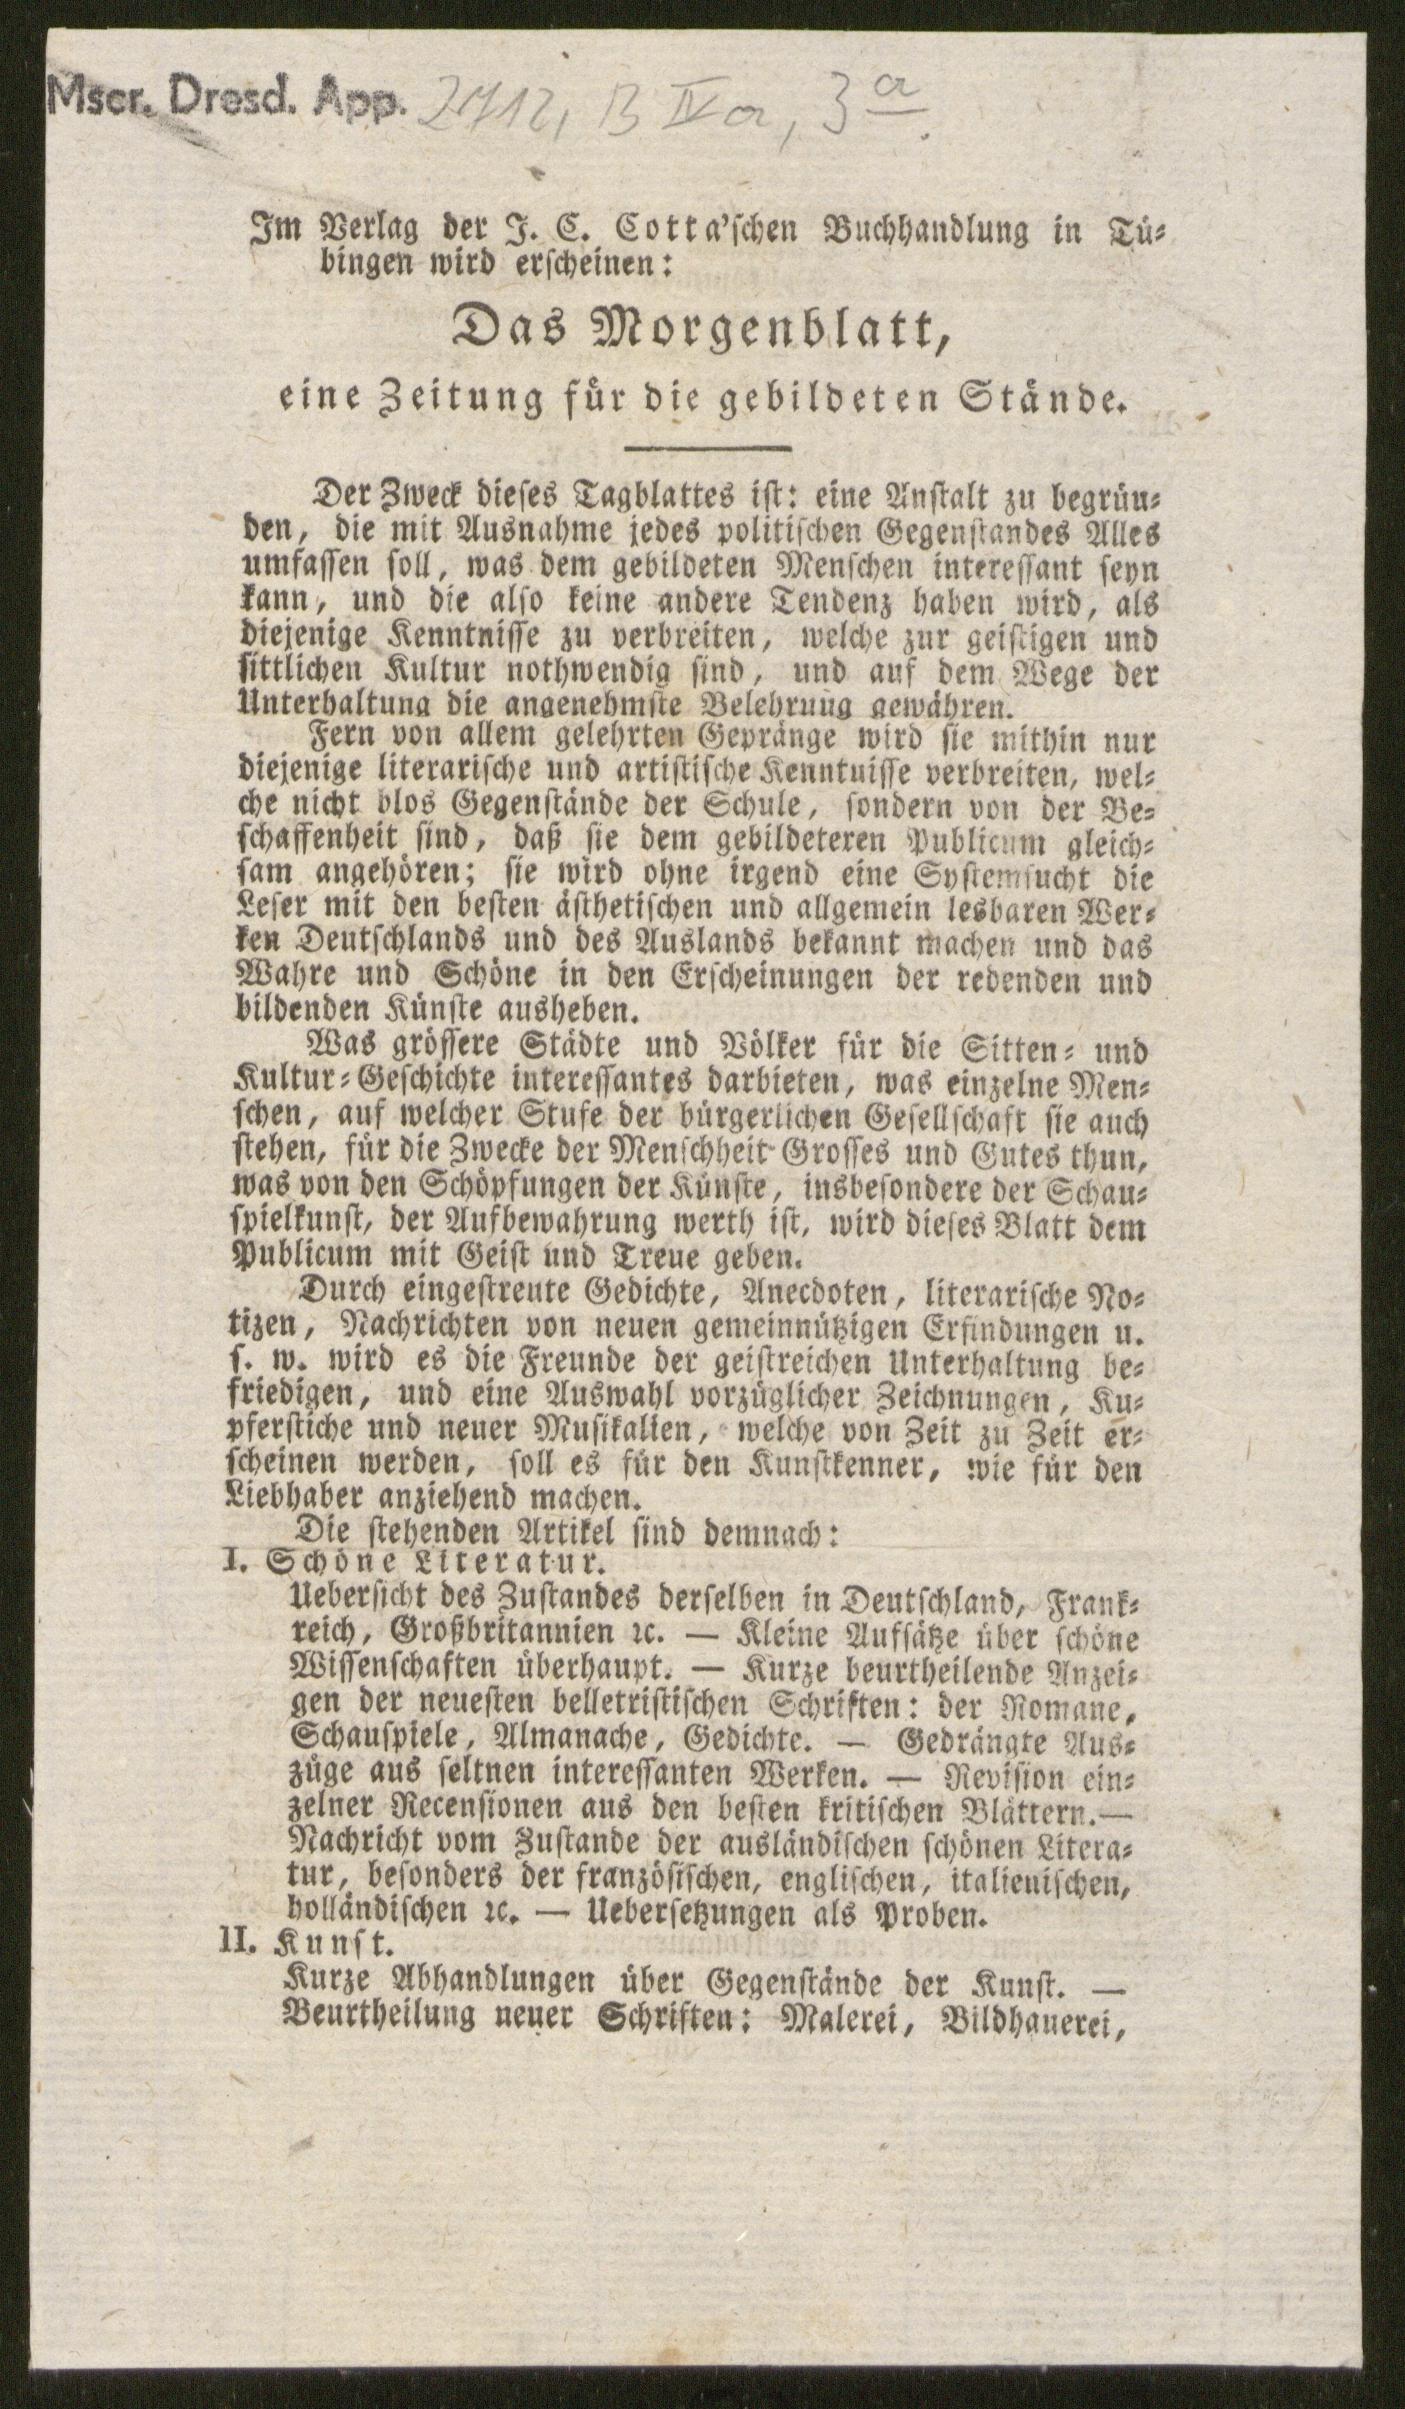 Mscr. Dresd. App. 2712, B IV a, 3a.
Im Verlag der J. C. Cotta'schen Buchhandlung in Tü-
bingen wird erscheinen:
Das Morgenblatt,
eine Zeitung für die gebildeten Stände.
Der Zweck dieses Tagblattes ist: eine Anstalt zu begrün-
den, die mit Ausnahme jedes politischen Gegenstandes Alles
umfassen soll, was dem gebildeten Menschen interessant seyn
kann, und die also keine andere Tendenz haben wird, als
diejenige Kenntnisse zu verbreiten, welche zur geistigen und
sittlichen Kultur nothwendig sind, und auf dem Wege der
Unterhaltung die angenehmste Belehrung gewähren.
Fern von allem gelehrten Gepränge wird sie mithin nur
diejenige literarische und artistische Kenntnisse verbreiten, wel-
che nicht blos Gegenstände der Schule, sondern von der Be-
schaffenheit sind, daß sie dem gebildeteren Publicum gleich-
sam angehören; sie wird ohne irgend eine Systemsucht die
Leser mit den besten ästhetischen und allgemein lesbaren Wer-
ken Deutschlands und des Auslands bekannt machen und das
Wahre und Schöne in den Erscheinungen der redenden und
bildenden Künste ausheben.
Was grössere Städte und Völker für die Sitten- und
Kultur-Geschichte interessantes darbieten, was einzelne Men-
schen, auf welcher Stufe der bürgerlichen Gesellschaft sie auch
stehen, für die Zwecke der Menschheit Grosses und Gutes thun,
was von den Schöpfungen der Künste, insbesondere der Schau-
spielkunst, der Aufbewahrung werth ist, wird dieses Blatt dem
Publicum mit Geist und Treue geben.
Durch eingestreute Gedichte, Anecdoten, literarische No-
tizen, Nachrichten von neuen gemeinnützigen Erfindungen u.
s. w. wird es die Freunde der geistreichen Unterhaltung be-
friedigen, und eine Auswahl vorzüglicher Zeichnungen, Ku-
pferstiche und neuer Musikalien, welche von Zeit zu Zeit er-
scheinen werden, soll es für den Kunstkenner, wie für den
Liebhaber anziehend machen.
Die stehenden Artikel sind demnach:
I. Schöne Literatur.
Uebersicht des Zustandes derselben in Deutschland, Frank-
reich, Großbritannien ꝛc. — Kleine Aufsätze über schöne
Wissenschaften überhaupt. — Kurze beurtheilende Anzei-
gen der neuesten belletristischen Schriften: der Romane,
Schauspiele, Almanache, Gedichte. — Gedrängte Aus-
züge aus seltnen interessanten Werken. — Revision ein-
zelner Recensionen aus den besten kritischen Blättern.—
Nachricht vom Zustande der ausländischen schönen Litera-
tur, besonders der französischen, englischen, italienischen,
holländischen ꝛc. — Uebersetzungen als Proben.
II. Kunst.
Kurze Abhandlungen über Gegenstände der Kunst. —
Beurtheilung neuer Schriften: Malerei, Bildhauerei,